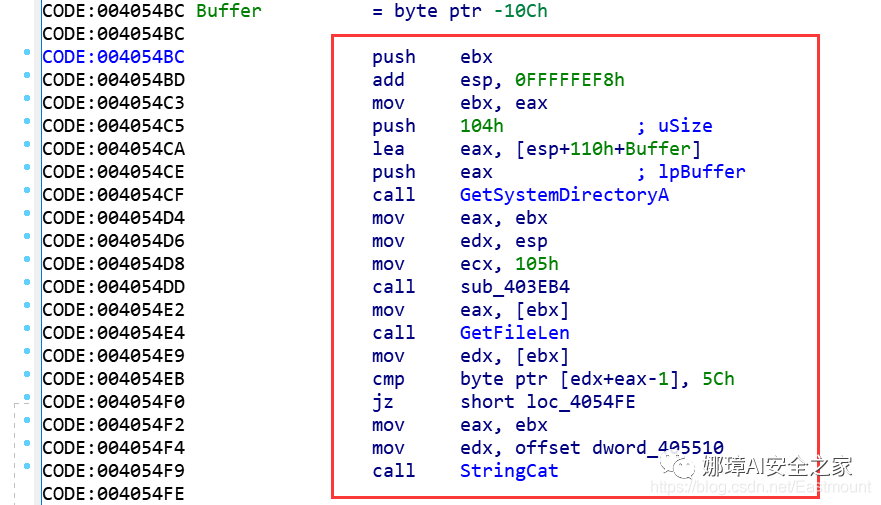 CODE:004054BC Buffer = byte ptr -10Ch
CODE:004054BC
CODE:004054BC push ebx
CODE:004054BD add esp, 0FFFFFEF8h
CODE:004054C3 mov ebx, eax
CODE:004054C5 push 104h ; uSize
CODE:004054CA lea eax, [esp+110h+Buffer]
CODE:004054CE push eax ; lpBuffer
CODE:004054CF call GetSystemDirectoryA
CODE:004054D4 mov eax, ebx
CODE:004054D6 mov edx, esp
CODE:004054D8 mov ecx, 105h
CODE:004054DD call sub_403EB4
CODE:004054E2 mov eax, [ebx]
CODE:004054E4 call GetFileLen
CODE:004054E9 mov edx, [ebx]
CODE:004054EB cmp byte ptr [edx+eax-1], 5Ch
CODE:004054F0 jz short loc_4054FE
CODE:004054F2 mov eax, ebx
CODE:004054F4 mov edx, offset dword_405510
CODE:004054F9 call StringCat
CODE:004054FE
娜璋AI安全之家
https://blog.csdn.net/Eastmount